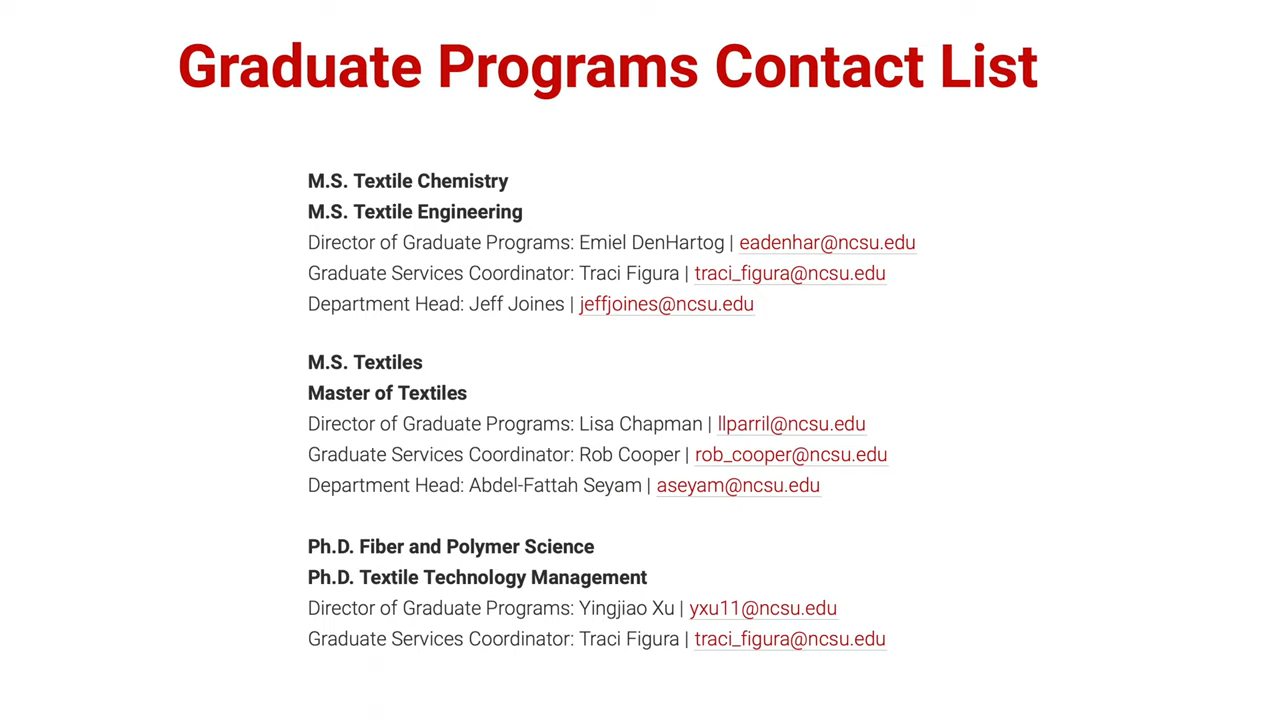 Graduate Programs Contact List
M.S. Textile Chemistry
M.S. Textile Engineering
Director of Graduate Programs: Emiel DenHartog | eadenhar@ncsu.edu
Graduate Services Coordinator: Traci Figura | traci_figura@ncsu.edu
Department Head: Jeff Joines | jeffjoines@ncsu.edu
M.S. Textiles
Master of Textiles
Director of Graduate Programs: Lisa Chapman | llparril@ncsu.edu
Graduate Services Coordinator: Rob Cooper | rob_cooper@ncsu.edu
Department Head: Abdel-Fattah Seyam | aseyam@ncsu.edu
Ph.D. Fiber and Polymer Science
Ph.D. Textile Technology Management
Director of Graduate Programs: Yingjiao Xu | yxu11@ncsu.edu
Graduate Services Coordinator: Traci Figura | traci_figura@ncsu.edu